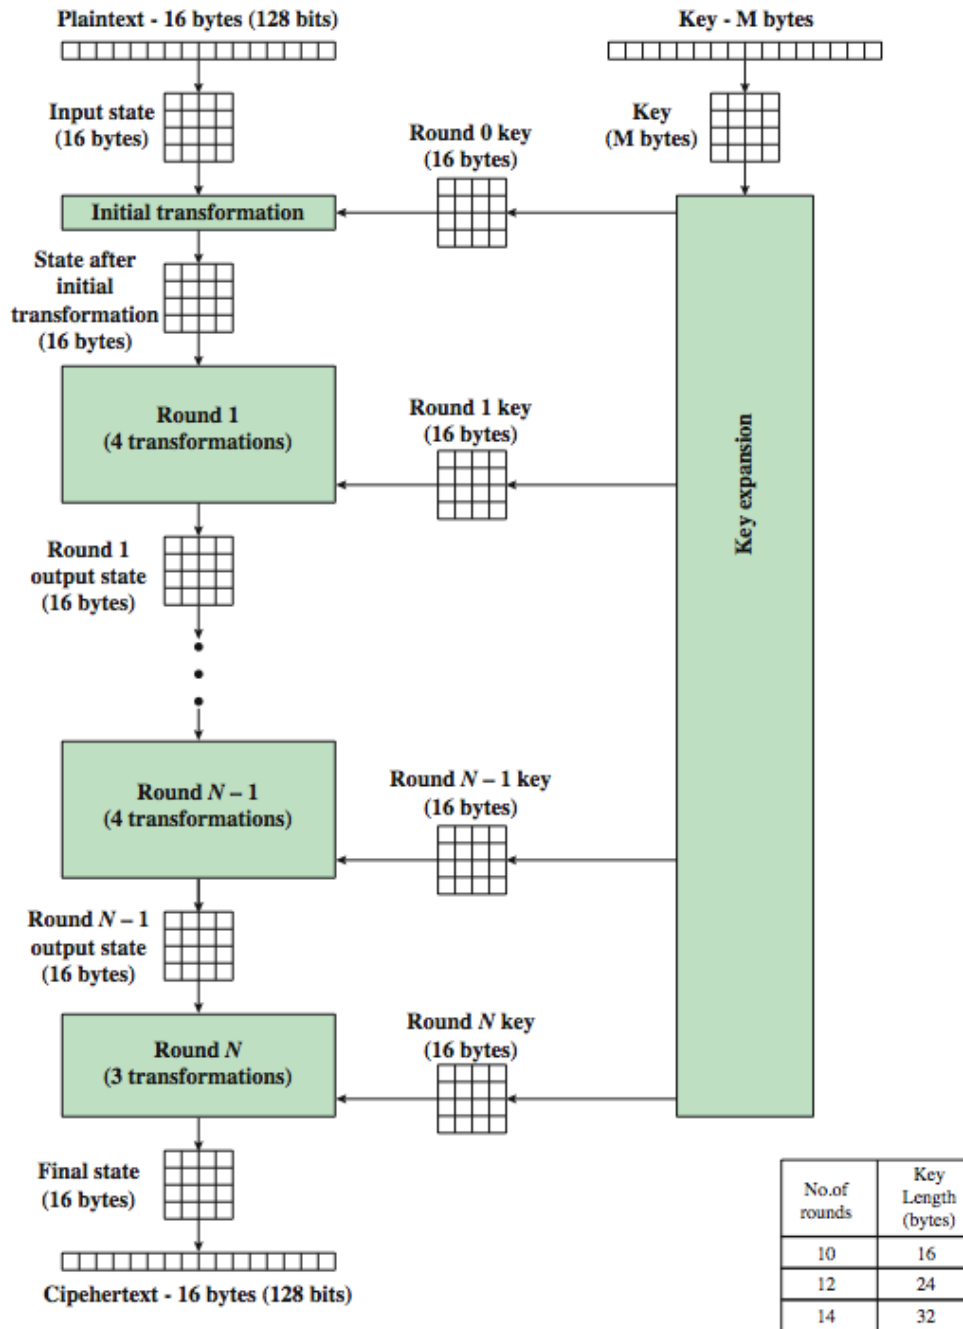 Plaintext - 16 bytes (128 bits)
Key - M bytes
Input state
(16 bytes)
Key
(M bytes)
Round 0 key
(16 bytes)
Initial transformation
State after
initial
transformation
(16 bytes)
Round 1
(4 transformations)
Round 1 key
(16 bytes)
Key expansion
Round 1
output state
(16 bytes)
Round N – 1
(4 transformations)
Round N – 1 key
(16 bytes)
Round N – 1
output state
(16 bytes)
Round N
(3 transformations)
Round N key
(16 bytes)
Final state
(16 bytes)
Cipehertext - 16 bytes (128 bits)
No.of
rounds
Key
Length
(bytes)
10 16
12 24
14 32